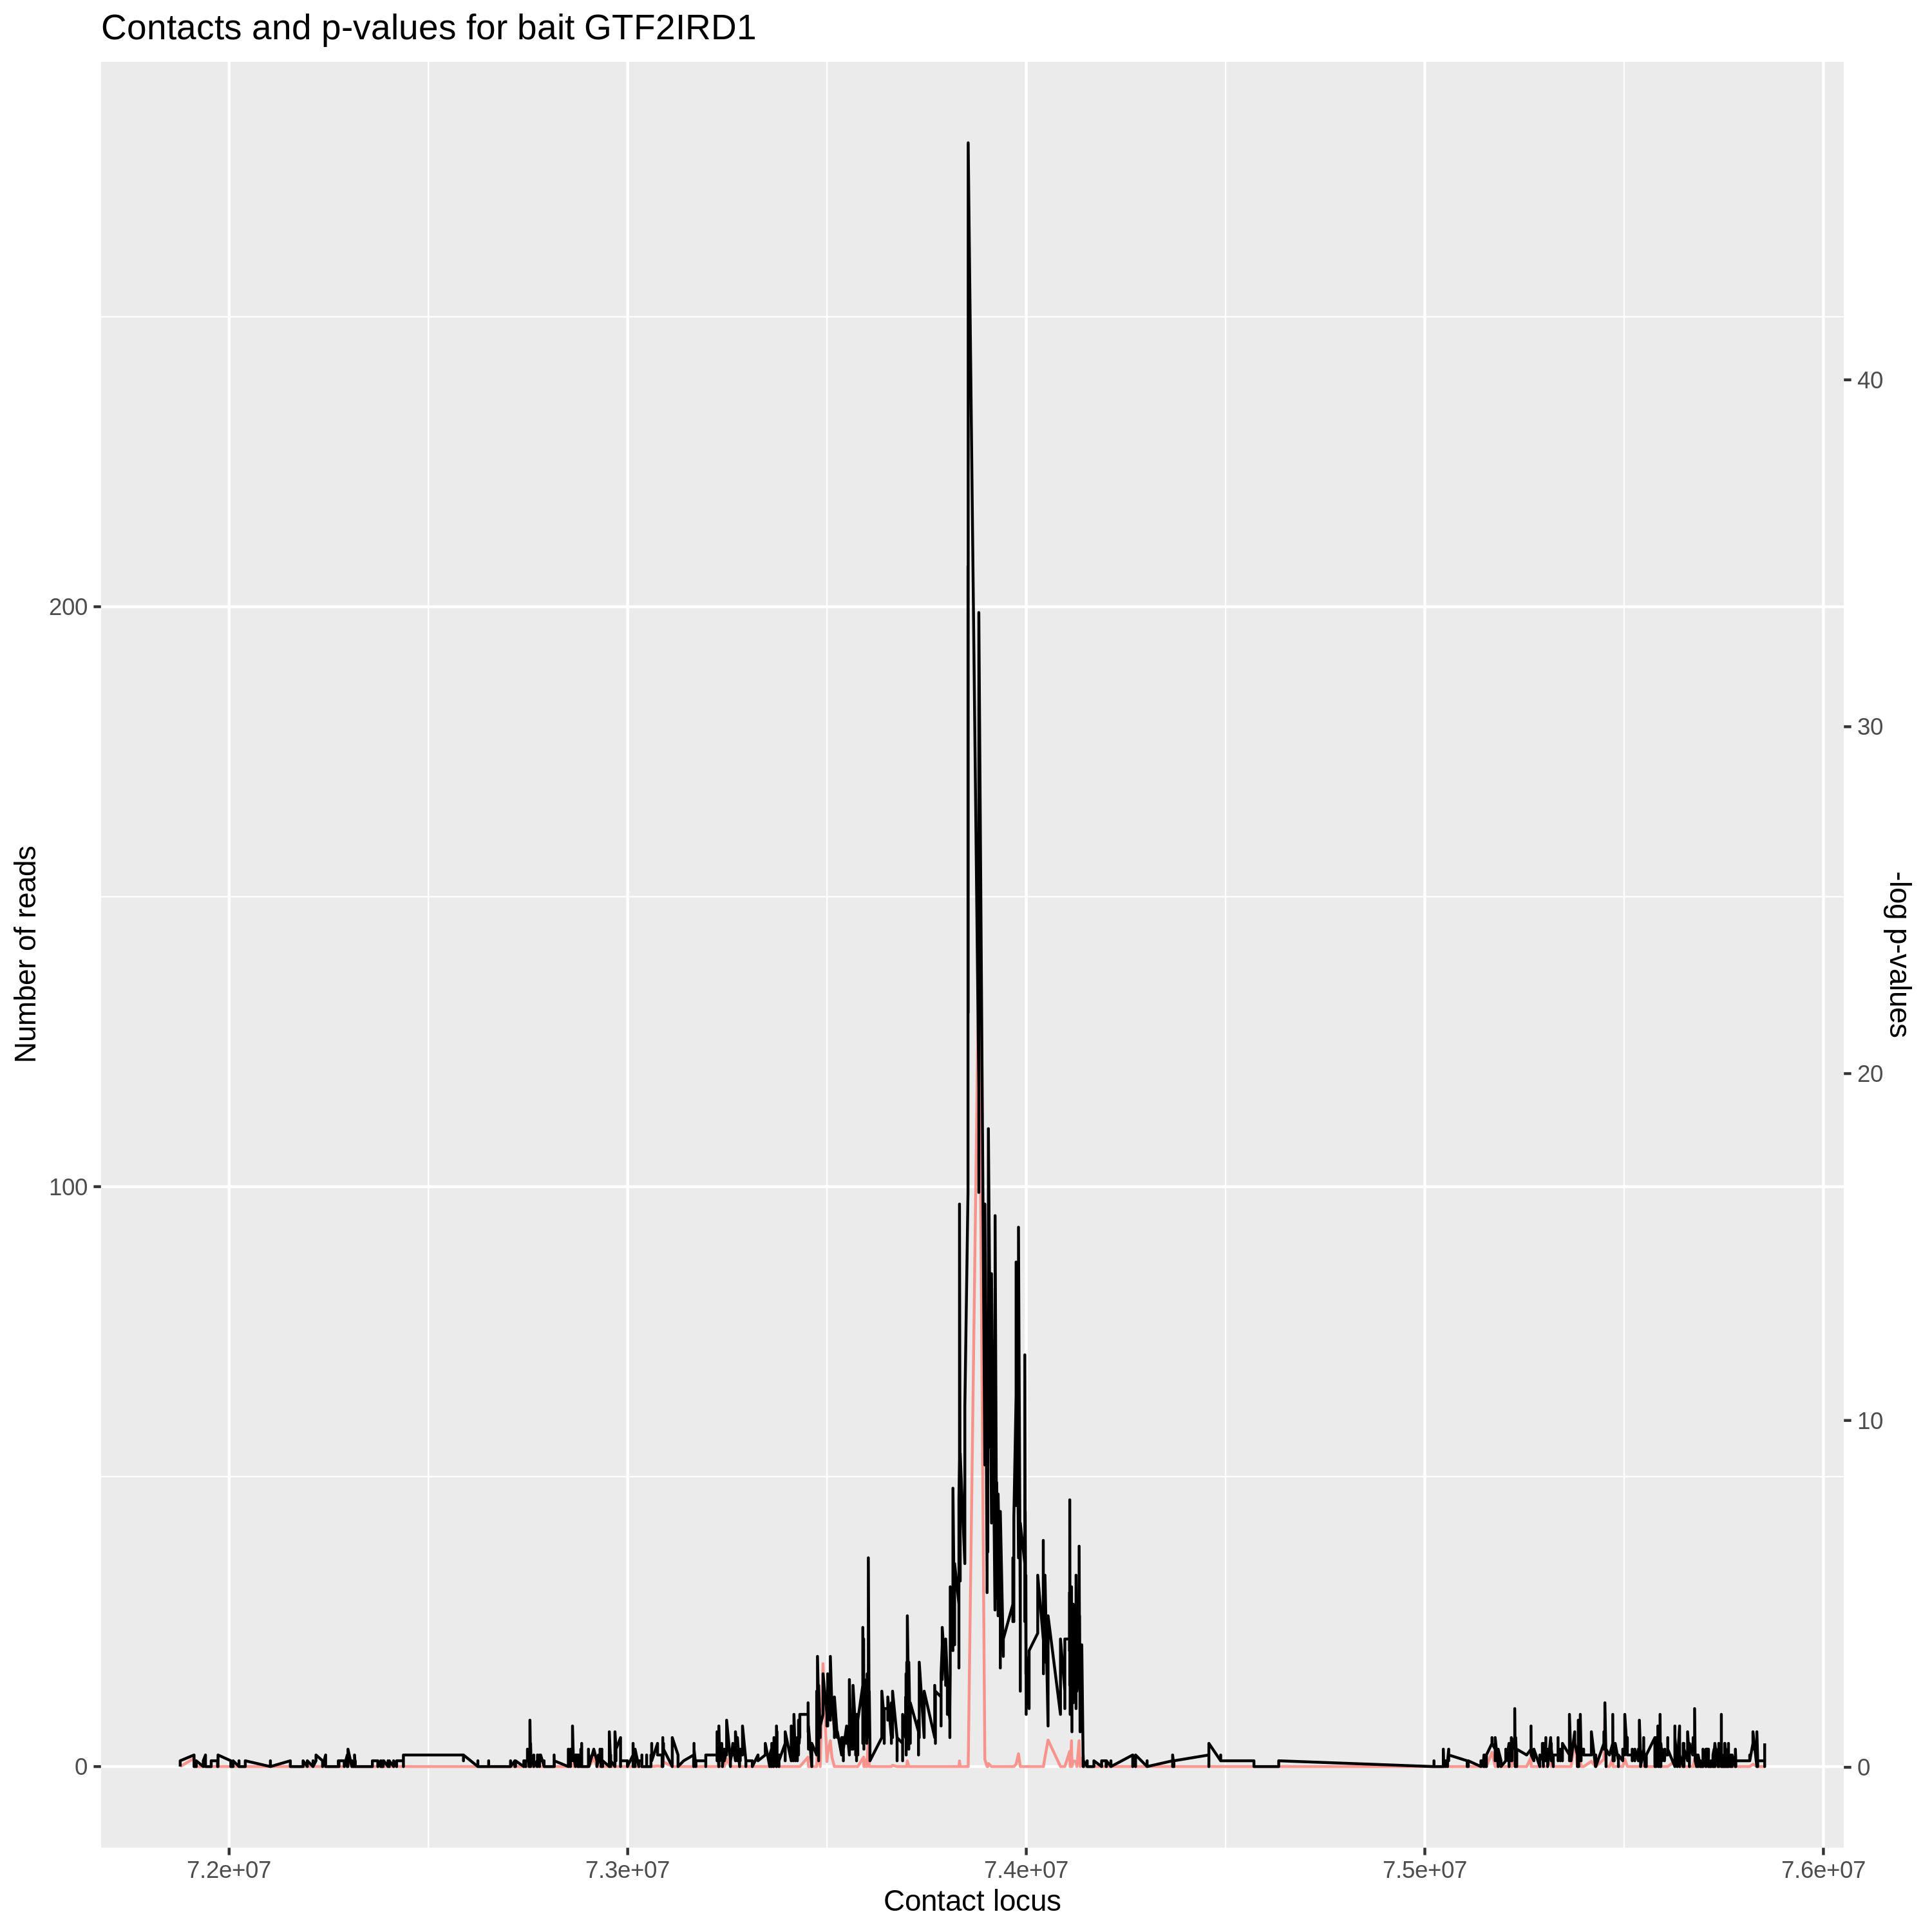 Contacts and p-values for bait GTF2IRD1
200
100
0
Number of reads
40
30
20
10
0
-log p-values
7.2e+07 7.3e+07 7.4e+07 7.5e+07 7.6e+07
Contact locus